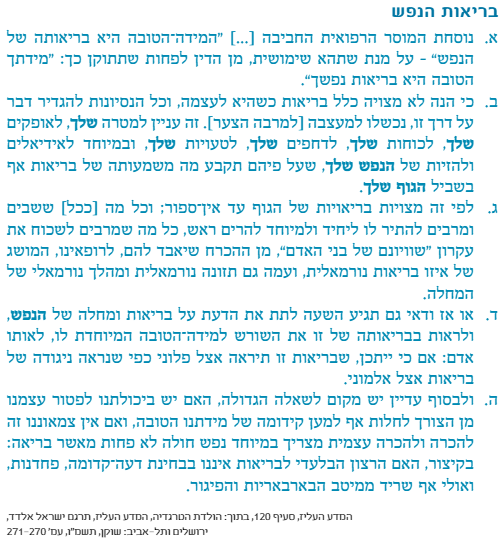 בריאות הנפש
א. נוסחת המוסר הרפואית החביבה [...] "המידה־הטובה היא בריאותה של
הנפש" - על מנת שתהא שימושית, מן הדין לפחות שתתוקן כך: "מידתך
הטובה היא בריאות נפשך".
ב. כי הנה לא מצויה כלל בריאות כשהיא לעצמה, וכל הנסיונות להגדיר דבר
על דרך זו, נכשלו למעצבה [למרבה הצער]. זה עניין למטרה שלך, לאופקים
שלך, לכוחות שלך, לדחפים שלך, לטעויות שלך, ובמיוחד לאידיאלים
ולהזיות של הנפש שלך, שעל פיהם תקבע מה משמעותה של בריאות אף
בשביל הגוף שלך.
ג. לפי זה מצויות בריאויות של הגוף עד אין־ספור; וכל מה [ככל] ששבים
ומרבים להתיר לו ליחיד ולמיוחד להרים ראש, כל מה שמרבים לשכוח את
עקרון "שוויונם של בני האדם", מן ההכרח שיאבד להם, לרופאינו, המושג
של איזו בריאות נורמאלית, ועמה גם תזונה נורמאלית ומהלך נורמאלי של
המחלה.
ד. או אז ודאי גם תגיע השעה לתת את הדעת על בריאות ומחלה של הנפש,
ולראות בבריאותה של זו את השורש למידה־הטובה המיוחדת לו, לאותו
אדם: אם כי ייתכן, שבריאות זו תיראה אצל פלוני כפי שנראה ניגודה של
בריאות אצל אלמוני.
ה. ולבסוף עדיין יש מקום לשאלה הגדולה, האם יש ביכולתנו לפטור עצמנו
מן הצורך לחלות אף למען קידומה של מידתנו הטובה, ואם אין צמאוננו זה
להכרה ולהכרה עצמית מצריך במיוחד נפש חולה לא פחות מאשר בריאה:
בקיצור, האם הרצון הבלעדי לבריאות איננו בבחינת דעה־קדומה, פחדנות,
ואולי אף שריד ממיטב הבארבאריות והפיגור.
המדע העליז, סעיף 120, בתוך: הולדת הטרגדיה, המדע העליז, תרגם ישראל אלדד,
ירושלים ותל-אביב: שוקן, תשמ"ו, עמ' 270–271